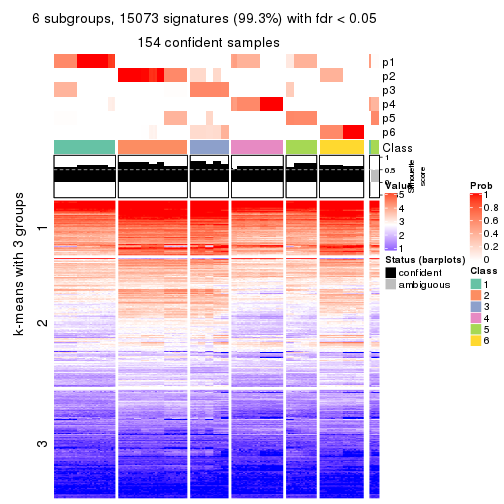 6 subgroups, 15073 signatures (99.3%) with fdr < 0.05
154 confident samples
p1
p2
p3
p4
p5
p6
Class
1
0.5
0
Silhouette
score
k-means with 3 groups
1
2
3
Value
5
4
3
2
1
Status (barplots)
confident
ambiguous
Prob
1
0.8
0.6
0.4
0.2
0
Class
1
2
3
4
5
6